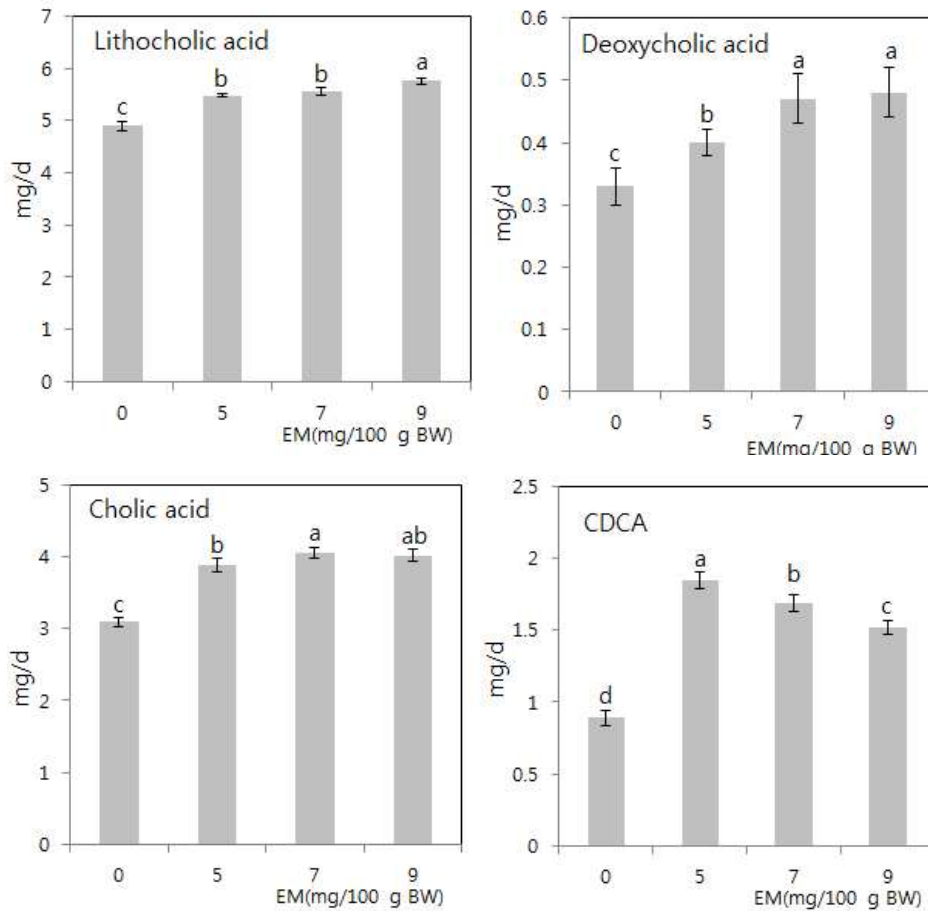 Lithocholic acid
7
6
5
4
3
2
1
0
mg/d
c
b
b
a
0 5 7 9
EM(mg/100 g BW)
Deoxycholic acid
0.6
0.5
0.4
0.3
0.2
0.1
0
mg/d
c
b
a
a
0 5 7 9
EM(mg/100 g BW)
Cholic acid
5
4
3
2
1
0
mg/d
c
b
a
ab
0 5 7 9
EM(mg/100 g BW)
CDCA
2.5
2
1.5
1
0.5
0
mg/d
d
a
b
c
0 5 7 9
EM(mg/100 g BW)